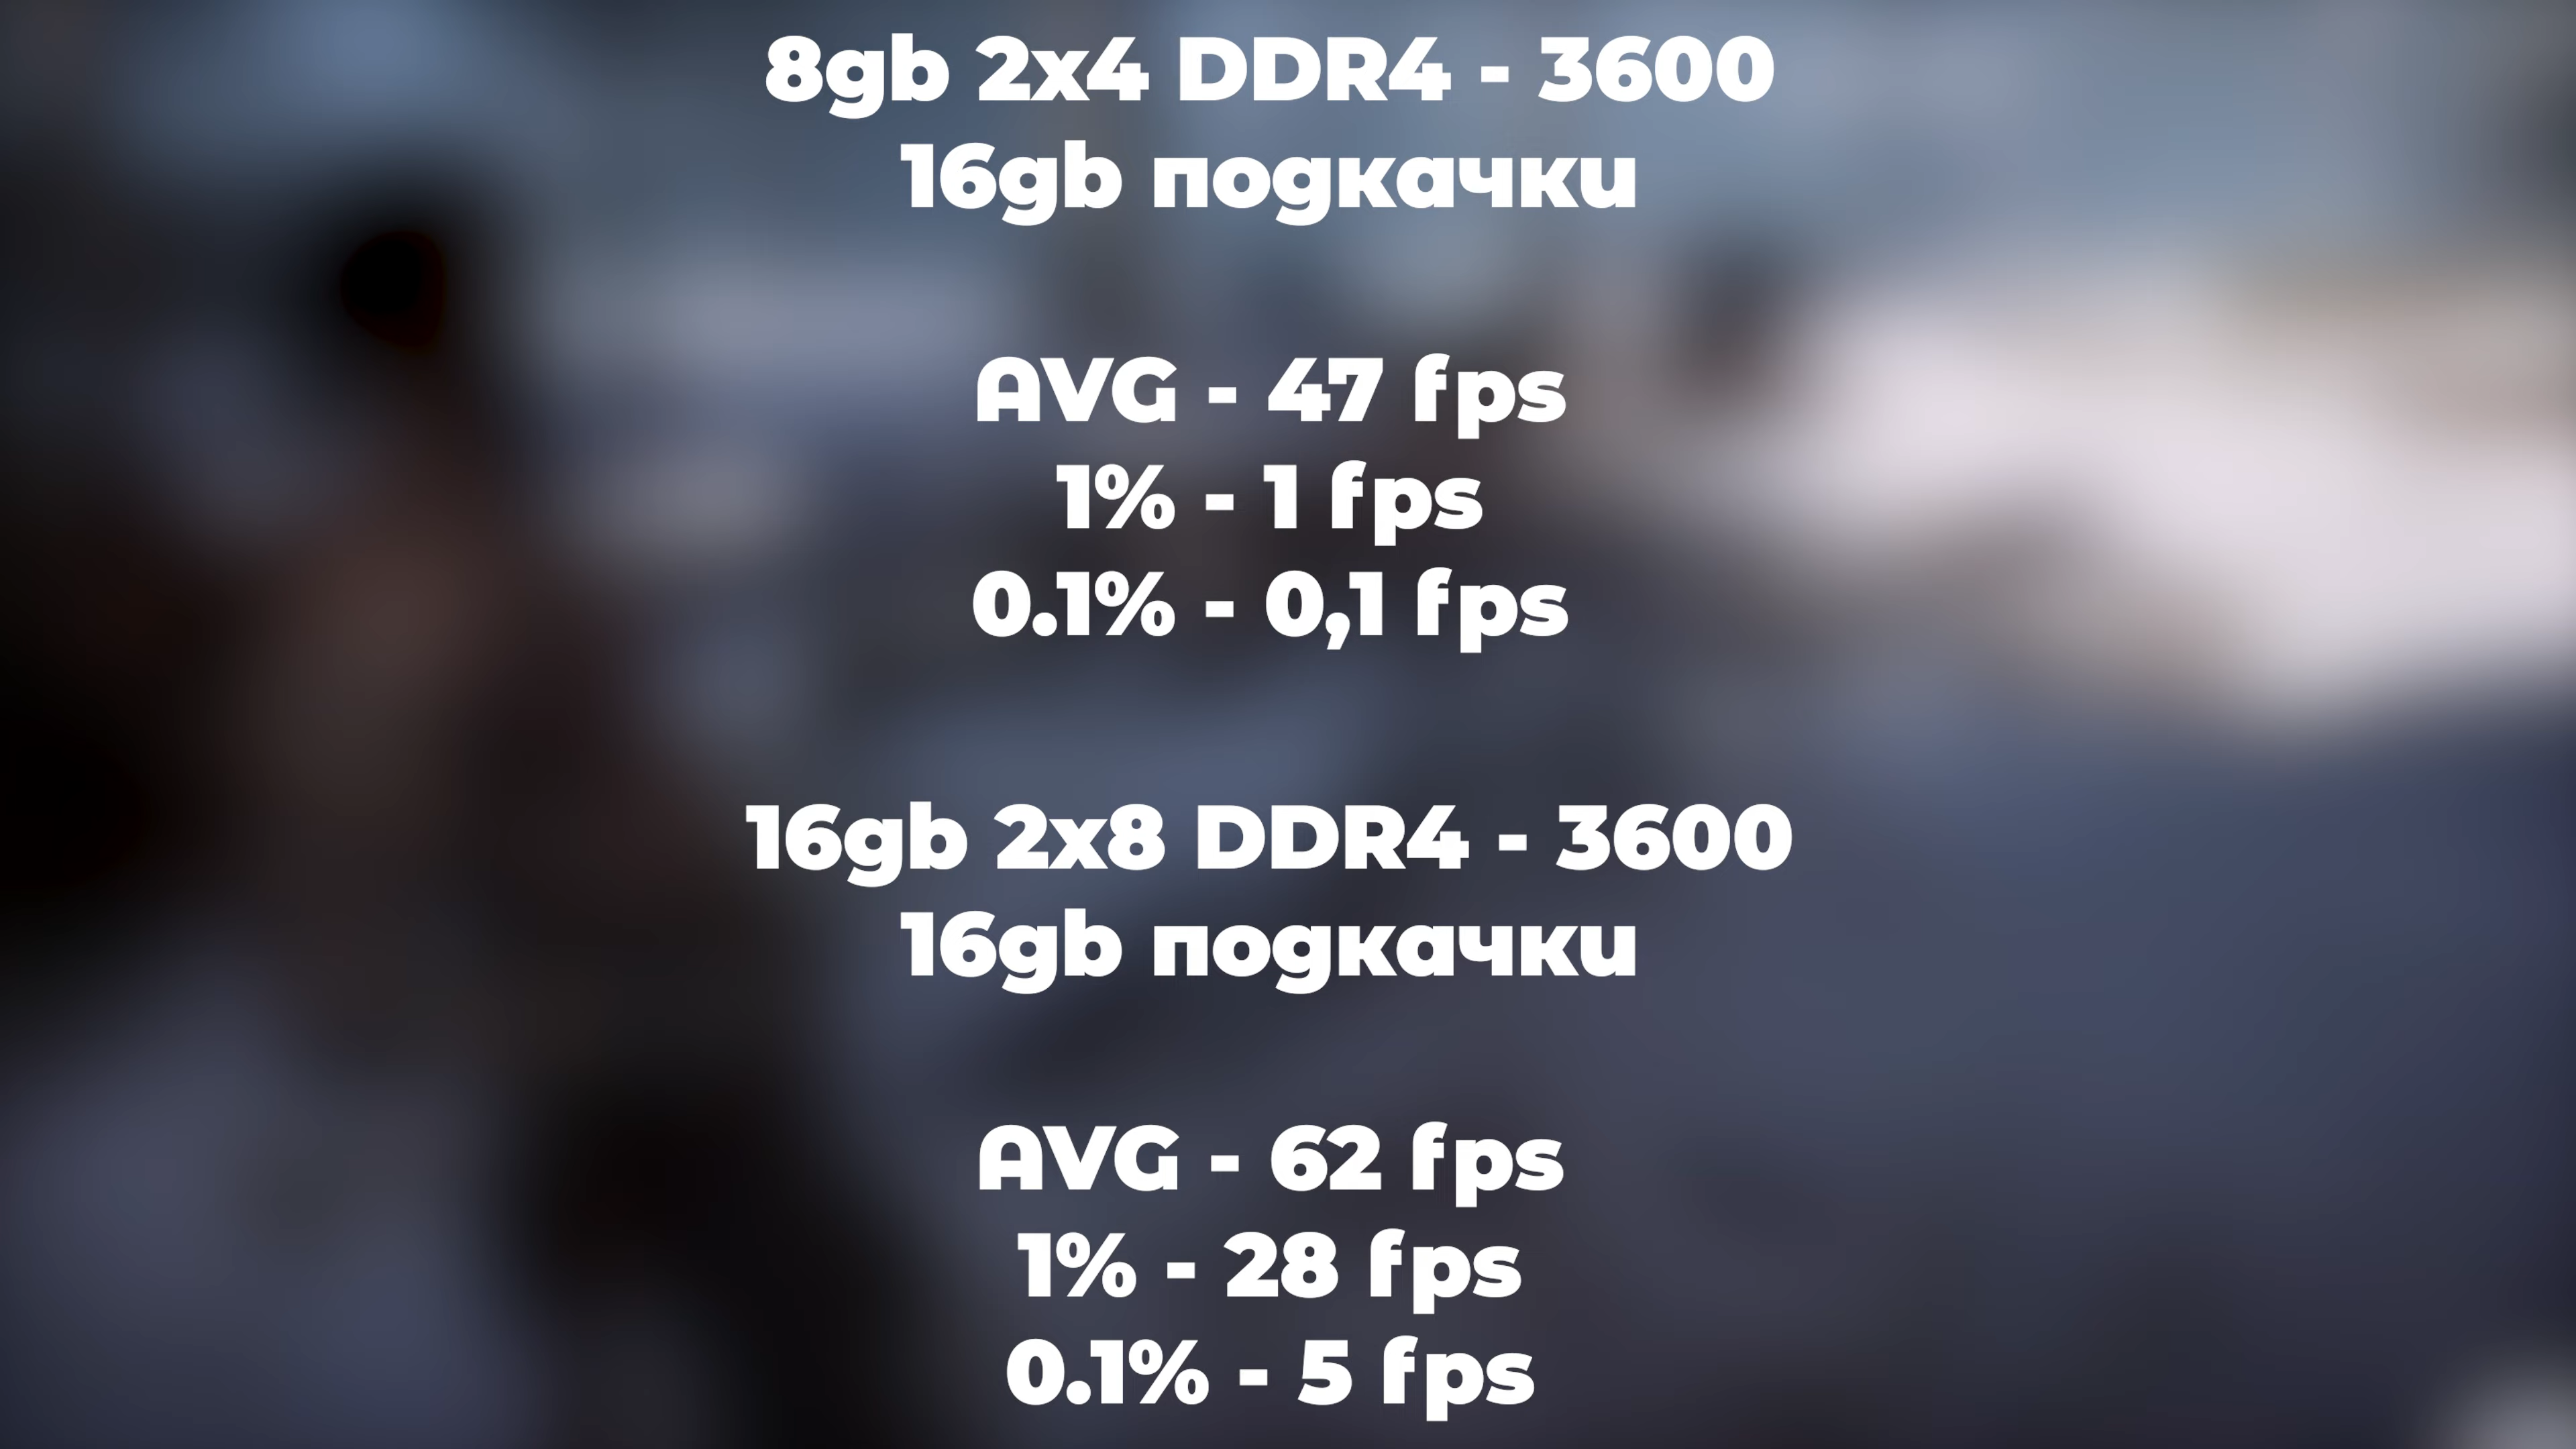 8gb 2x4 DDR4 - 3600
16gb подкачки
AVG - 47 fps
1% - 1 fps
0.1% - 0,1 fps
16gb 2x8 DDR4 - 3600
16gb подкачки
AVG - 62 fps
1% - 28 fps
0.1% - 5 fps